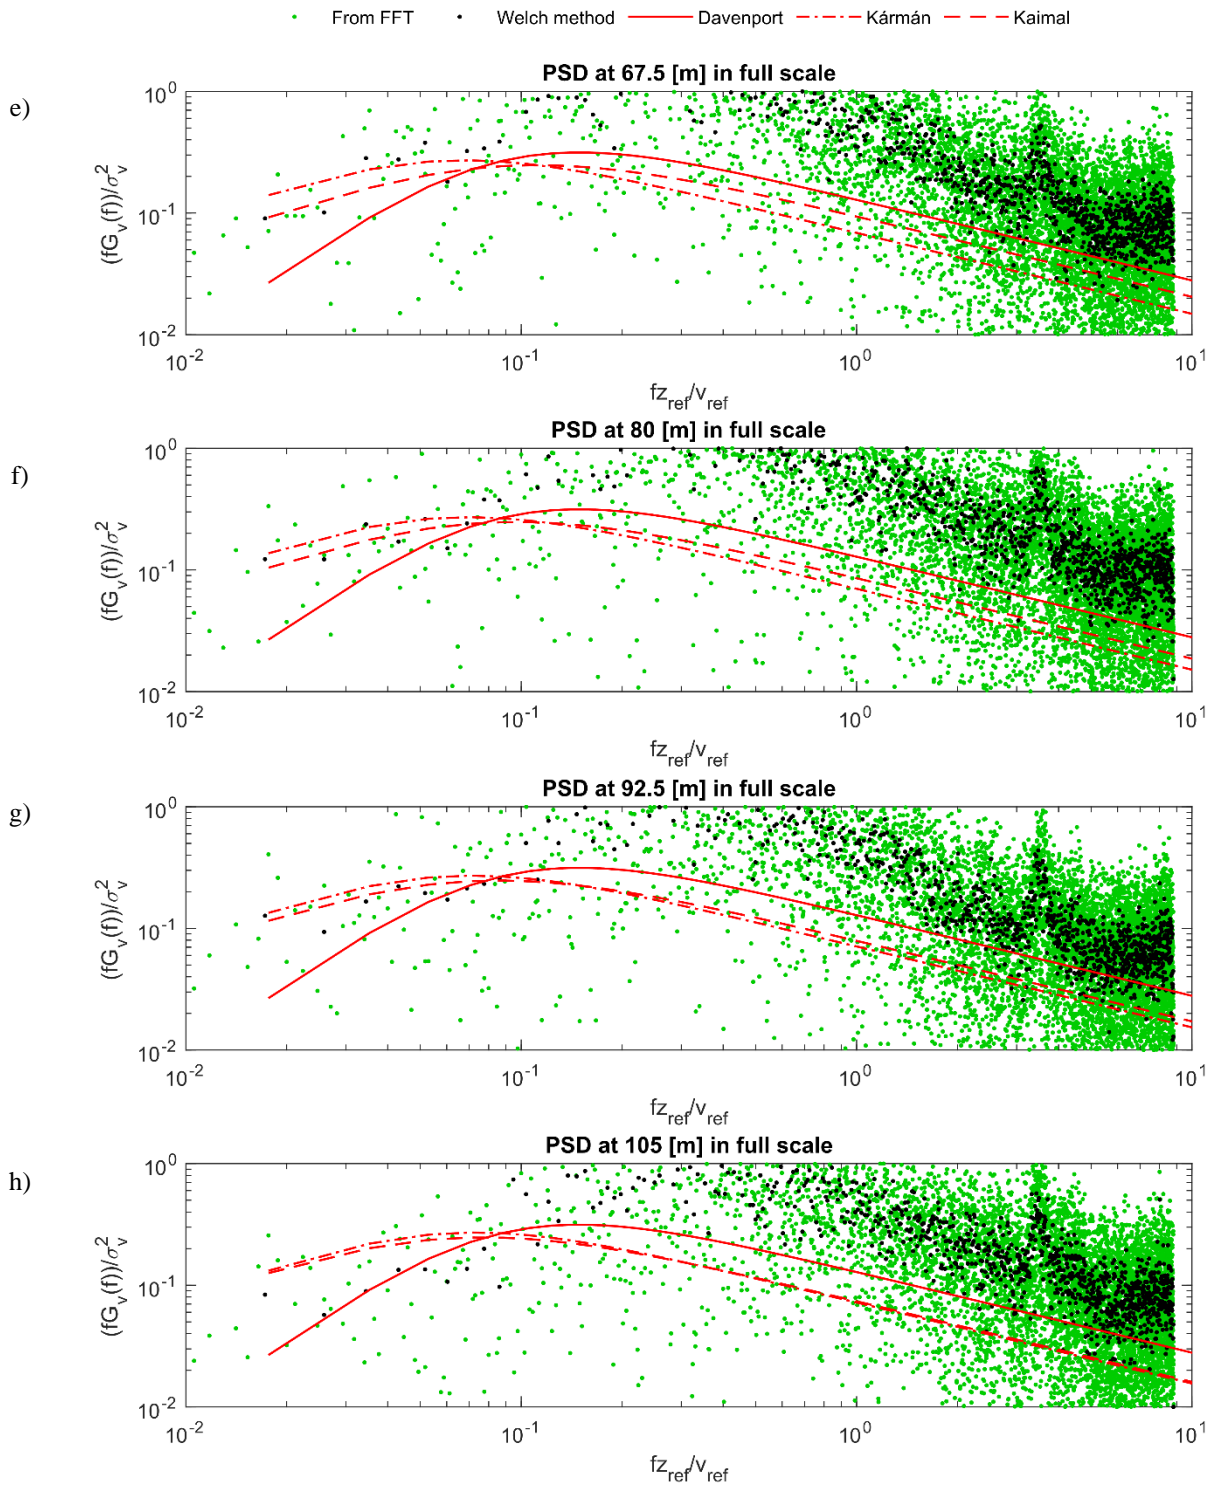 From FFT Welch method Davenport Kármán Kaimal
e)
PSD at 67.5 [m] in full scale
(fG_v(f))/σ_v^2
10^0
10^-1
10^-2
10^-2 10^-1 10^0 10^1
fz_ref/v_ref
f)
PSD at 80 [m] in full scale
(fG_v(f))/σ_v^2
10^0
10^-1
10^-2
10^-2 10^-1 10^0 10^1
fz_ref/v_ref
g)
PSD at 92.5 [m] in full scale
(fG_v(f))/σ_v^2
10^0
10^-1
10^-2
10^-2 10^-1 10^0 10^1
fz_ref/v_ref
h)
PSD at 105 [m] in full scale
(fG_v(f))/σ_v^2
10^0
10^-1
10^-2
10^-2 10^-1 10^0 10^1
fz_ref/v_ref